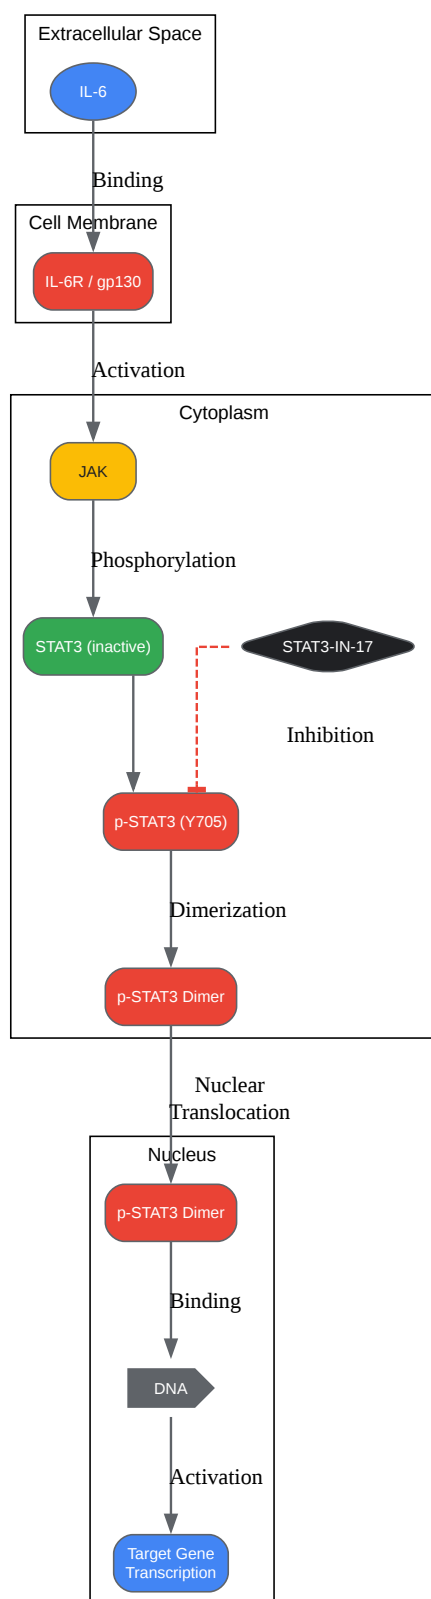 Extracellular Space
IL-6
Binding
Cell Membrane
IL-6R / gp130
Activation
Cytoplasm
JAK
Phosphorylation
STAT3 (inactive)
STAT3-IN-17
Inhibition
p-STAT3 (Y705)
Dimerization
p-STAT3 Dimer
Nuclear
Translocation
Nucleus
p-STAT3 Dimer
Binding
DNA
Activation
Target Gene
Transcription